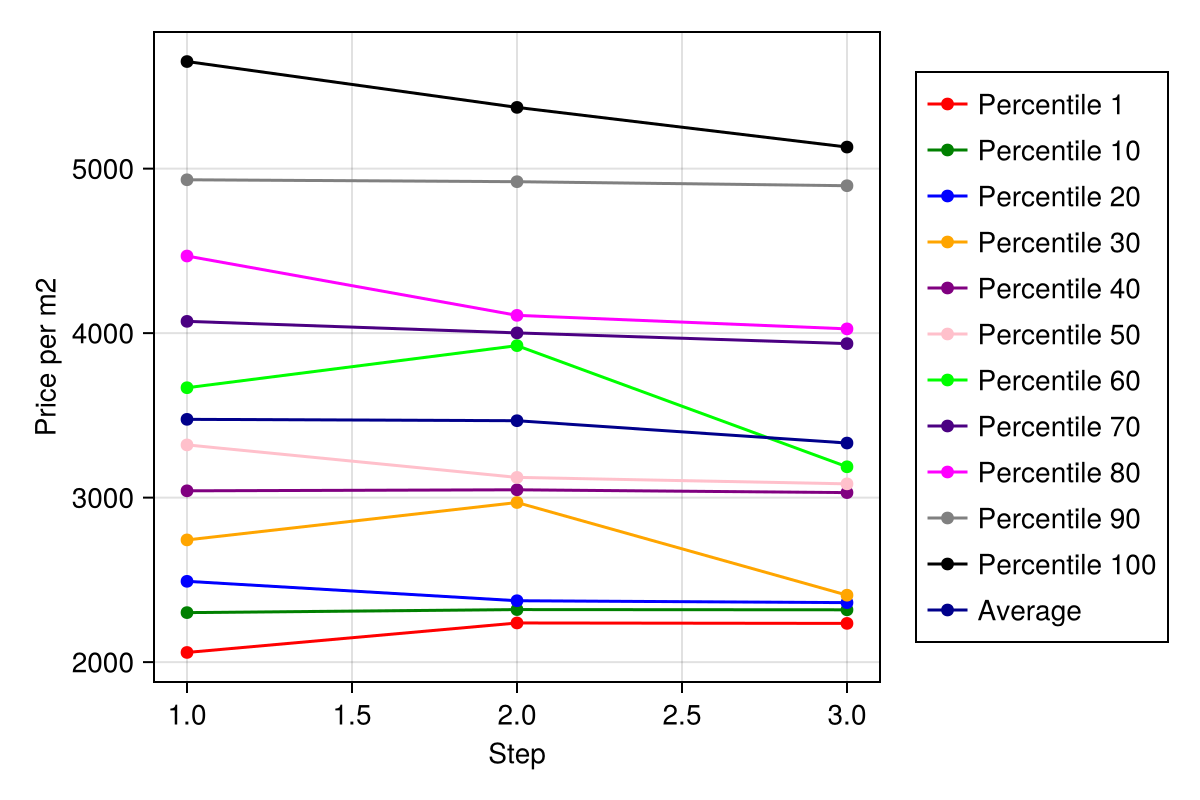 Price per m2
5000
4000
3000
2000
1.0 1.5 2.0 2.5 3.0
Step
Percentile 1
Percentile 10
Percentile 20
Percentile 30
Percentile 40
Percentile 50
Percentile 60
Percentile 70
Percentile 80
Percentile 90
Percentile 100
Average